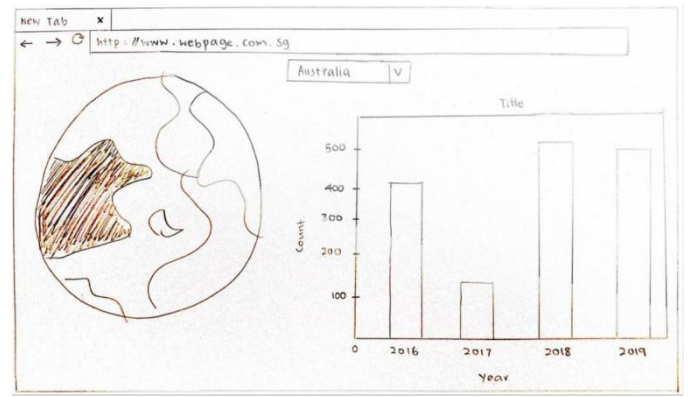 New Tab x
http://www.webpage.com.sg
Australia V
Title
500
400
300
200
100
Count
0 2016 2017 2018 2019
Year